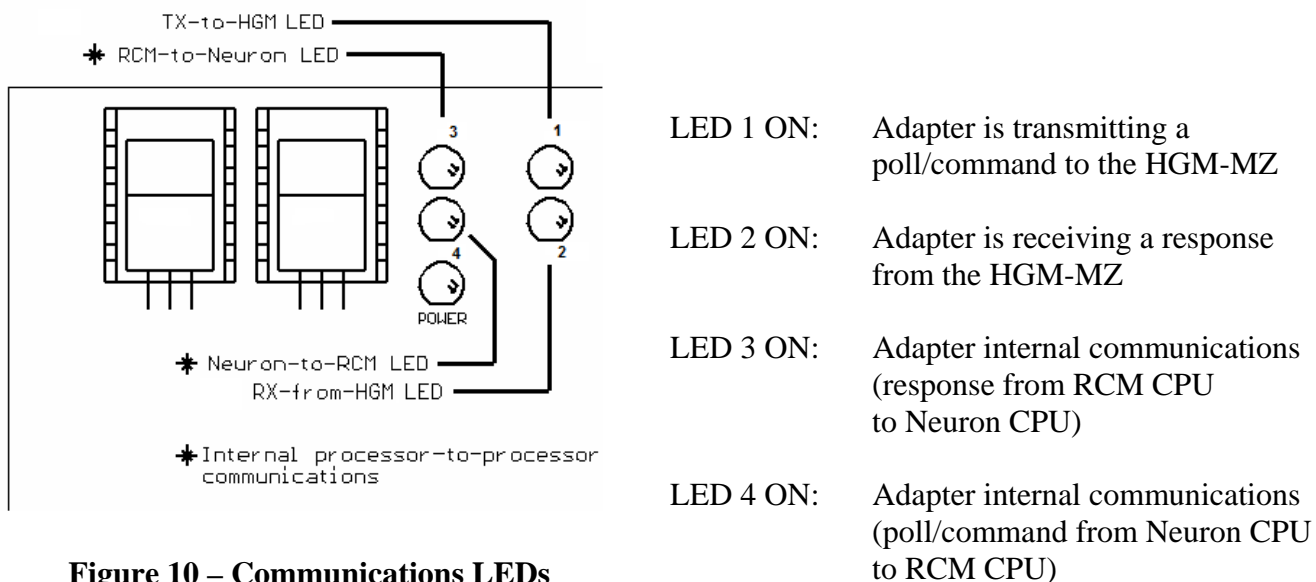 TX-to-HGM LED
✳ RCM-to-Neuron LED
3
1
4
2
POWER
✳ Neuron-to-RCM LED
RX-from-HGM LED
✳ Internal processor-to-processor
communications
Figure 10 – Communications LEDs
LED 1 ON: Adapter is transmitting a
poll/command to the HGM-MZ
LED 2 ON: Adapter is receiving a response
from the HGM-MZ
LED 3 ON: Adapter internal communications
(response from RCM CPU
to Neuron CPU)
LED 4 ON: Adapter internal communications
(poll/command from Neuron CPU
to RCM CPU)